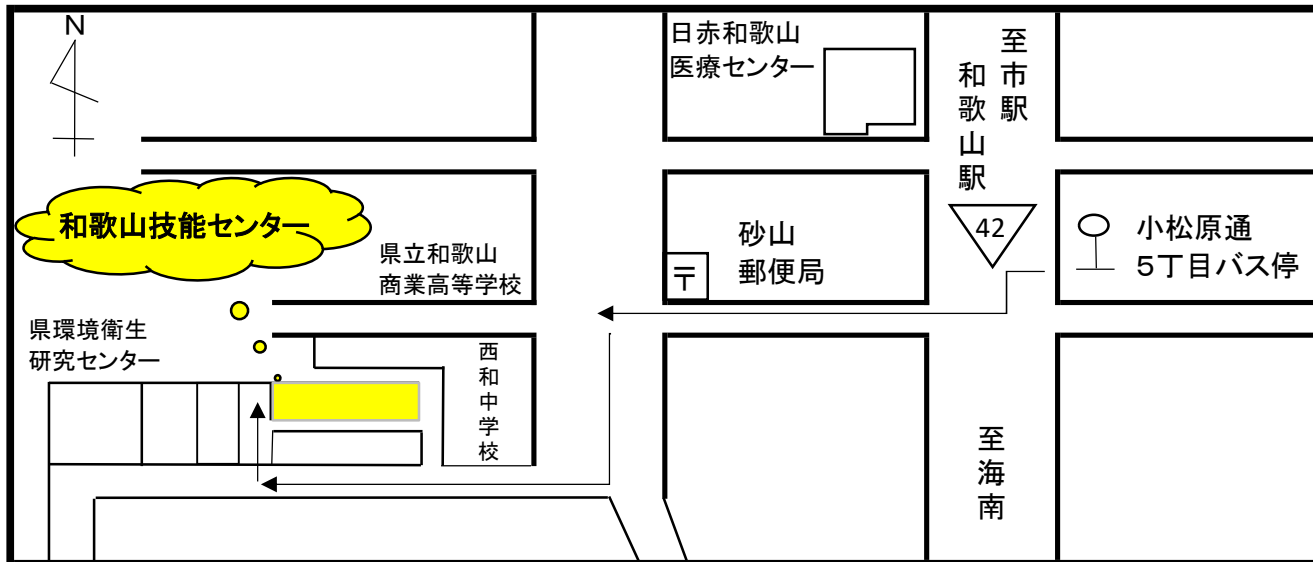 N
日赤和歌山
医療センター
至市駅
和歌山駅
和歌山技能センター
県立和歌山
商業高等学校
〒
砂山
郵便局
42
小松原通
5丁目バス停
県環境衛生
研究センター
西和中学校
至海南